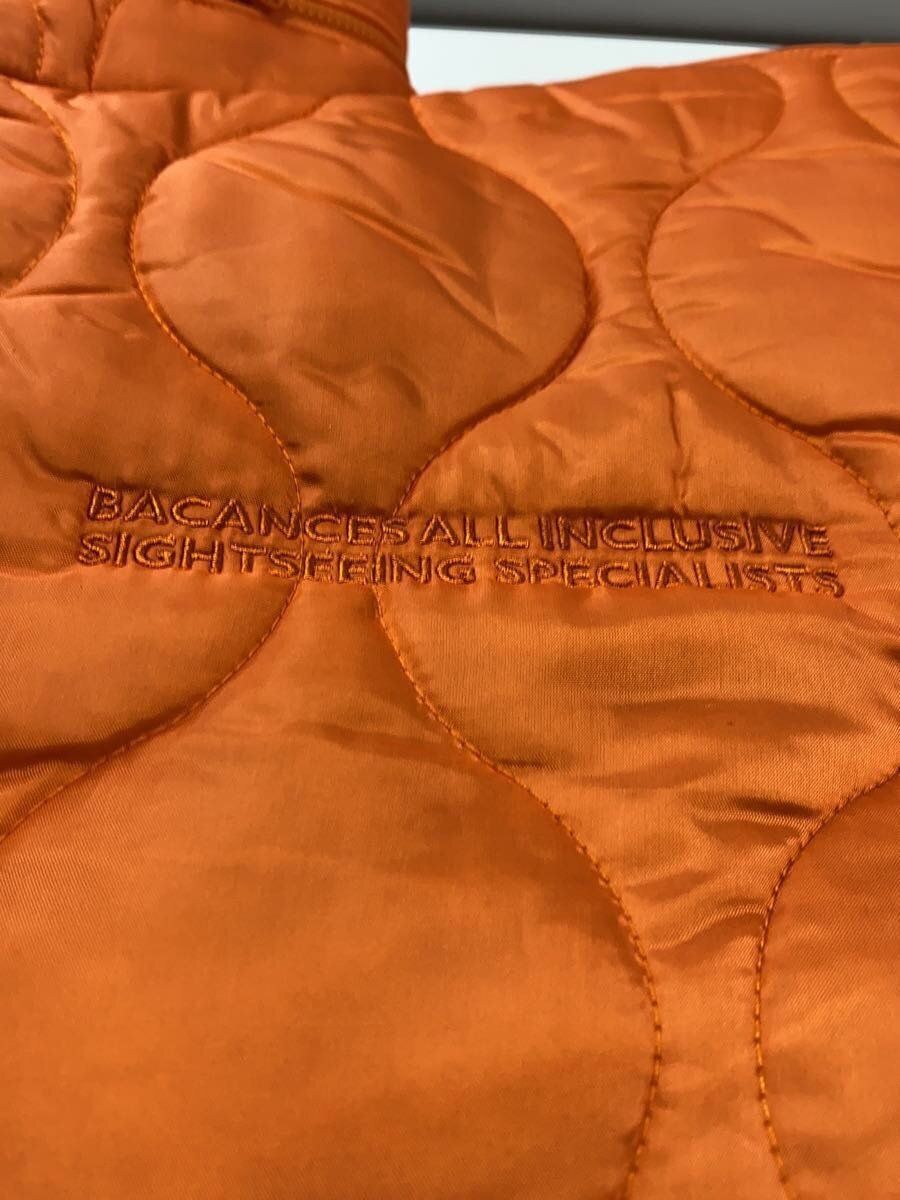 BACANCES ALL INCLUSIVE
SIGHTSEEING SPECIALISTS